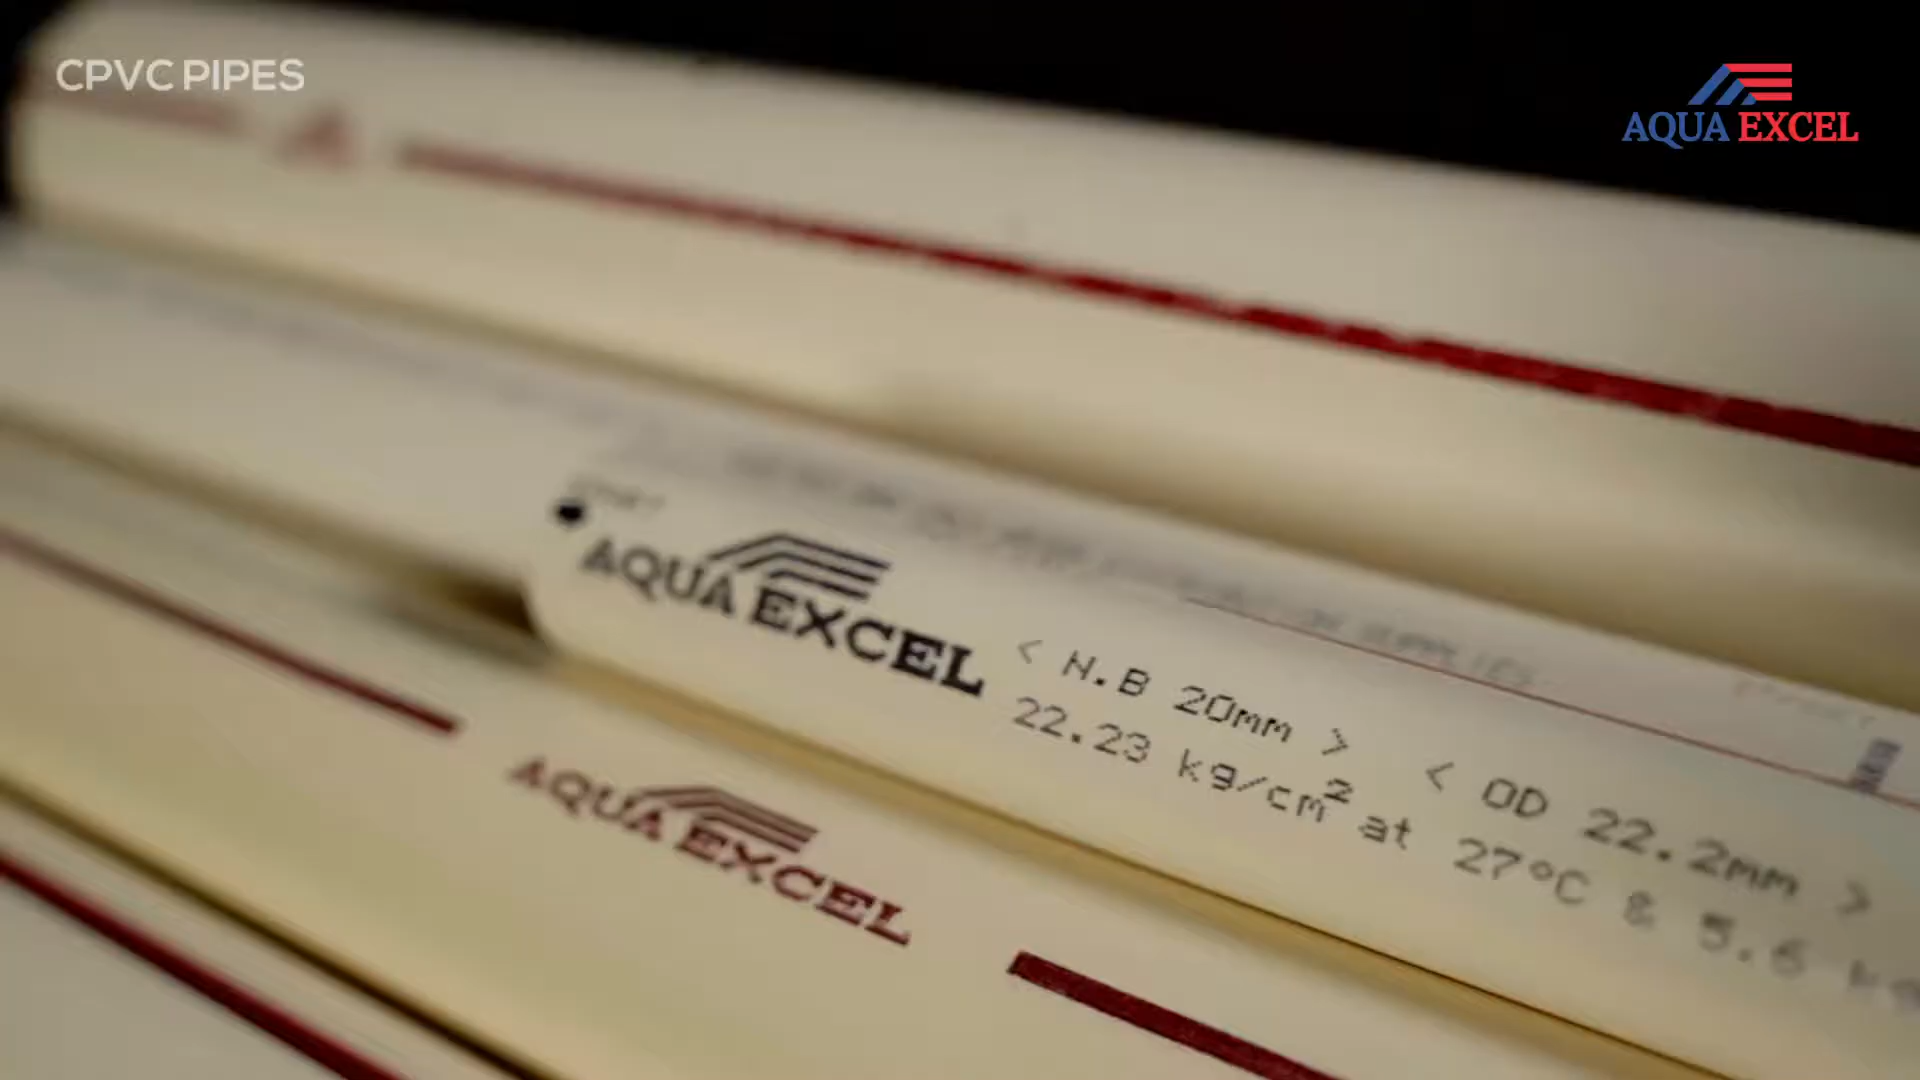 CPVC PIPES
AQUA EXCEL
AQUA EXCEL
< N.B 20mm > < OD 22.2mm >
22.23 kg/cm² at 27°C & 5.6 kg
AQUA EXCEL